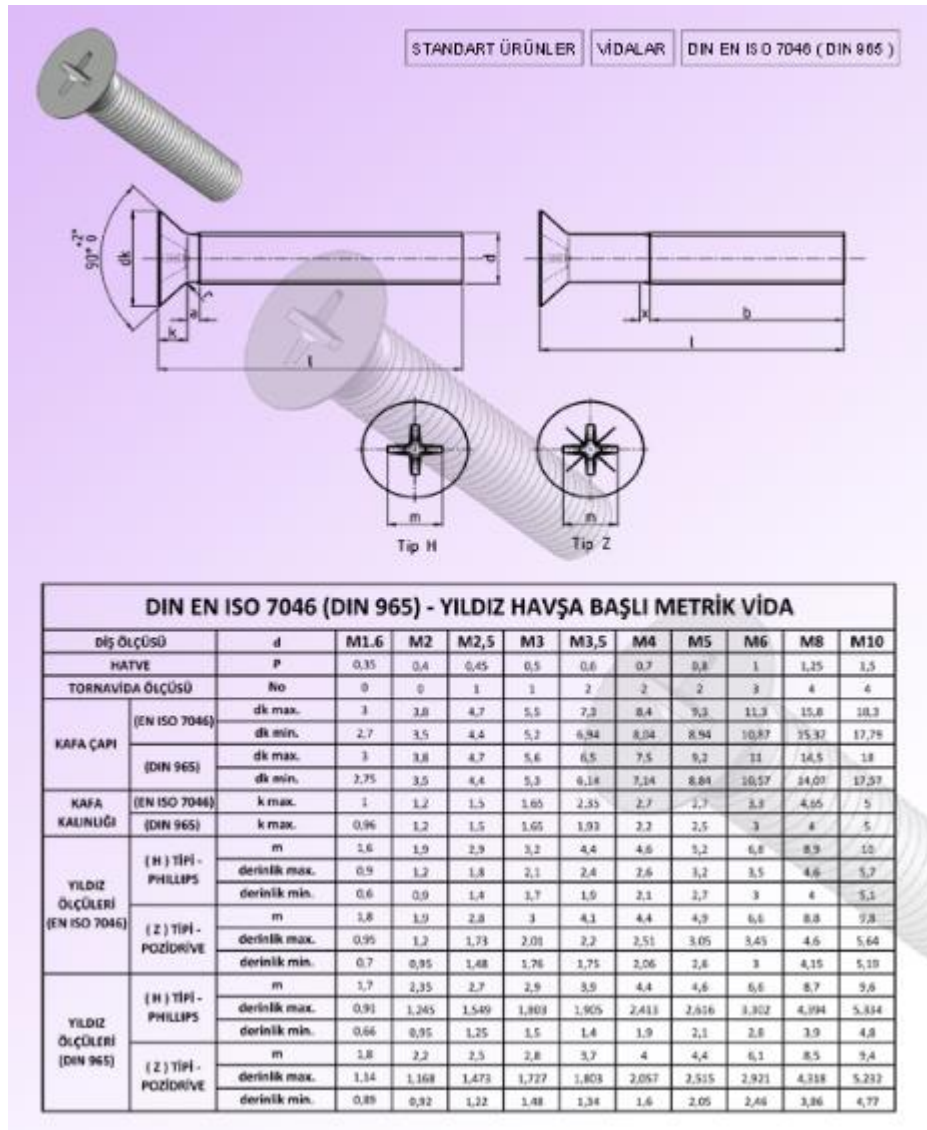 STANDART ÜRÜNLER VİDALAR DIN EN ISO 7046 ( DIN 965 )
90° +2° 0 dk k a r l d
x b l
m m
Tip H Tip Z
DIN EN ISO 7046 (DIN 965) - YILDIZ HAVŞA BAŞLI METRİK VİDA
DİŞ ÖLÇÜSÜ d M1.6 M2 M2,5 M3 M3,5 M4 M5 M6 M8 M10
HATVE P 0,35 0,4 0,45 0,5 0,6 0,7 0,8 1 1,25 1,5
TORNAVİDA ÖLÇÜSÜ No 0 0 1 1 2 2 2 3 4 4
KAFA ÇAPI (EN ISO 7046) dk max. 3 3,8 4,7 5,5 7,3 8,4 9,3 11,3 15,8 18,3
dk min. 2,7 3,5 4,4 5,2 6,94 8,04 8,94 10,87 15,37 17,79
(DIN 965) dk max. 3 3,8 4,7 5,6 6,5 7,5 9,2 11 14,5 18
dk min. 2,75 3,5 4,4 5,3 6,14 7,14 8,84 10,57 14,07 17,57
KAFA KALINLIĞI (EN ISO 7046) k max. 1 1,2 1,5 1,65 2,35 2,7 2,7 3,3 4,65 5
(DIN 965) k max. 0,96 1,2 1,5 1,65 1,93 2,2 2,5 3 4 5
YILDIZ ÖLÇÜLERİ (EN ISO 7046) ( H ) TİPİ - PHILLIPS m 1,6 1,9 2,9 3,2 4,4 4,6 5,2 6,8 8,9 10
derinlik max. 0,9 1,2 1,8 2,1 2,4 2,6 3,2 3,5 4,6 5,7
derinlik min. 0,6 0,9 1,4 1,7 1,9 2,1 2,7 3 4 5,1
( Z ) TİPİ - POZİDRİVE m 1,8 1,9 2,8 3 4,1 4,4 4,9 6,6 8,8 9,8
derinlik max. 0,95 1,2 1,73 2,01 2,2 2,51 3,05 3,45 4,6 5,64
derinlik min. 0,7 0,95 1,48 1,76 1,75 2,06 2,6 3 4,15 5,19
YILDIZ ÖLÇÜLERİ (DIN 965) ( H ) TİPİ - PHILLIPS m 1,7 2,35 2,7 2,9 3,9 4,4 4,6 6,6 8,7 9,6
derinlik max. 0,91 1,245 1,549 1,803 1,905 2,413 2,616 3,302 4,394 5,334
derinlik min. 0,66 0,95 1,25 1,5 1,4 1,9 2,1 2,8 3,9 4,8
( Z ) TİPİ - POZİDRİVE m 1,8 2,2 2,5 2,8 3,7 4 4,4 6,1 8,5 9,4
derinlik max. 1,14 1,168 1,473 1,727 1,803 2,057 2,515 2,921 4,318 5,232
derinlik min. 0,89 0,92 1,22 1,48 1,34 1,6 2,05 2,46 3,86 4,77